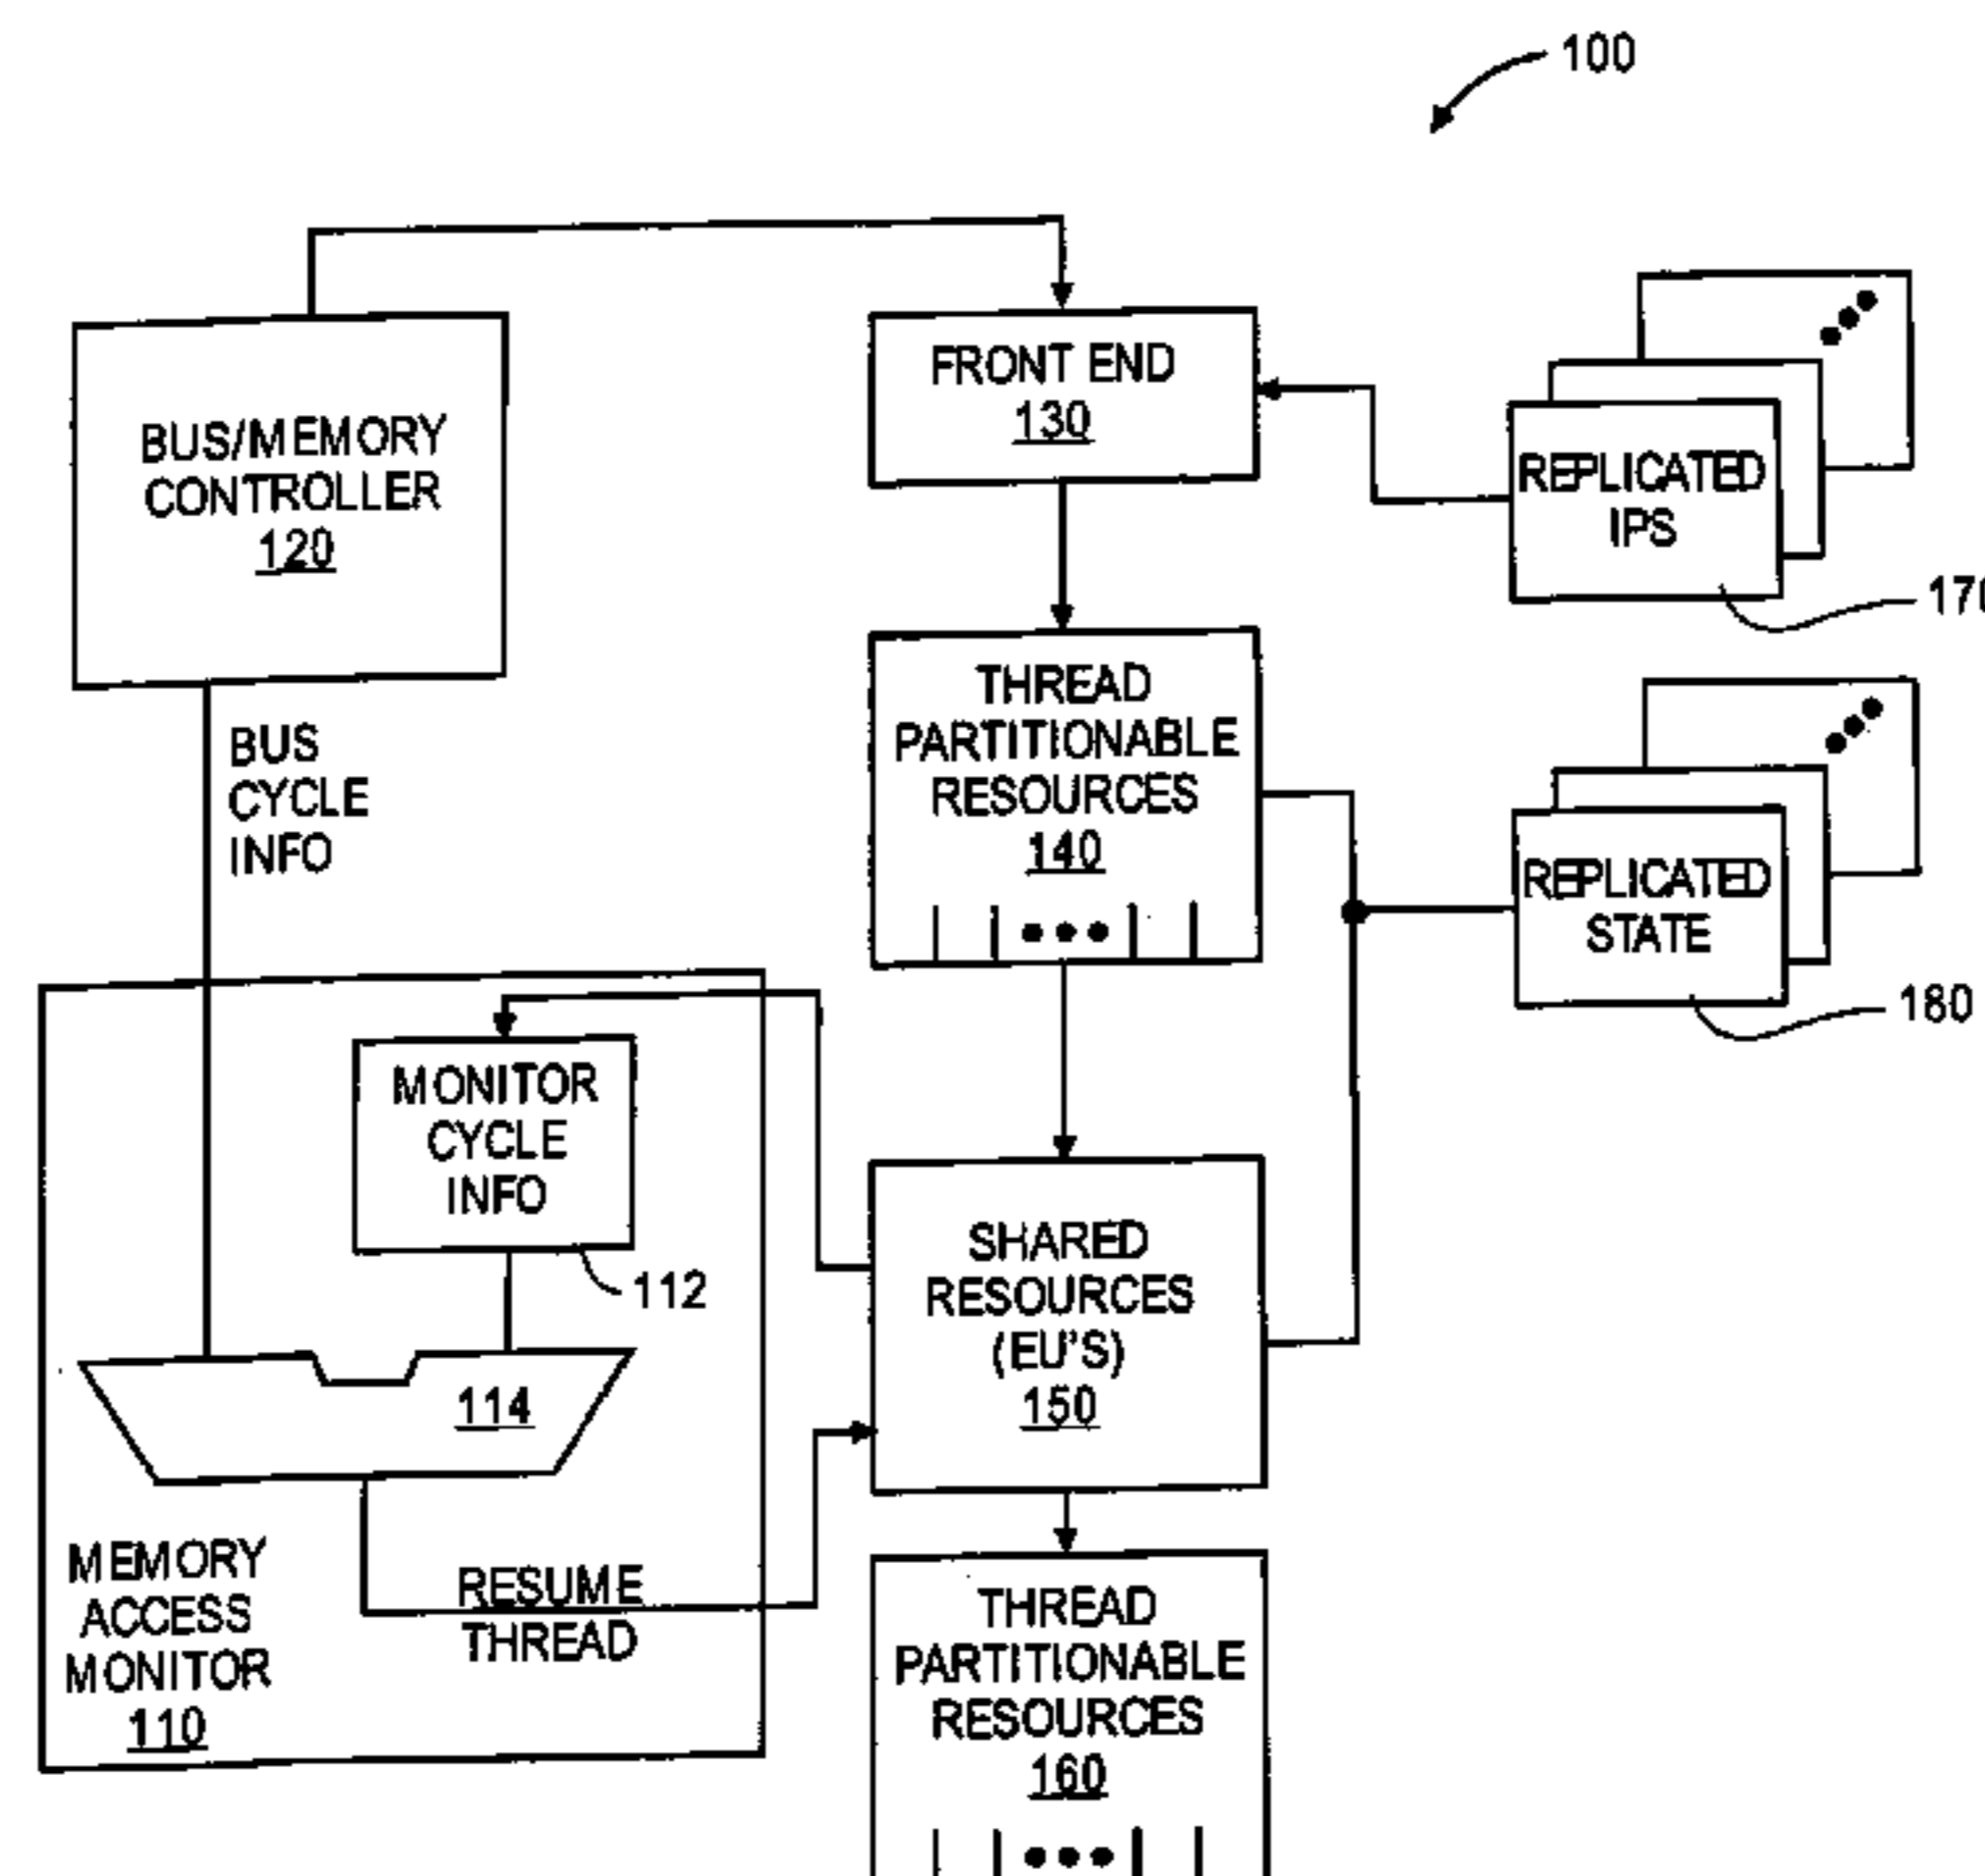 100
BUS/MEMORY
CONTROLLER
120
FRONT END
130
REPLICATED
IPS
170
BUS
CYCLE
INFO
THREAD
PARTITIONABLE
RESOURCES
140
REPLICATED
STATE
180
MONITOR
CYCLE
INFO
112
114
SHARED
RESOURCES
(EU'S)
150
MEMORY
ACCESS
MONITOR
110
RESUME
THREAD
THREAD
PARTITIONABLE
RESOURCES
160